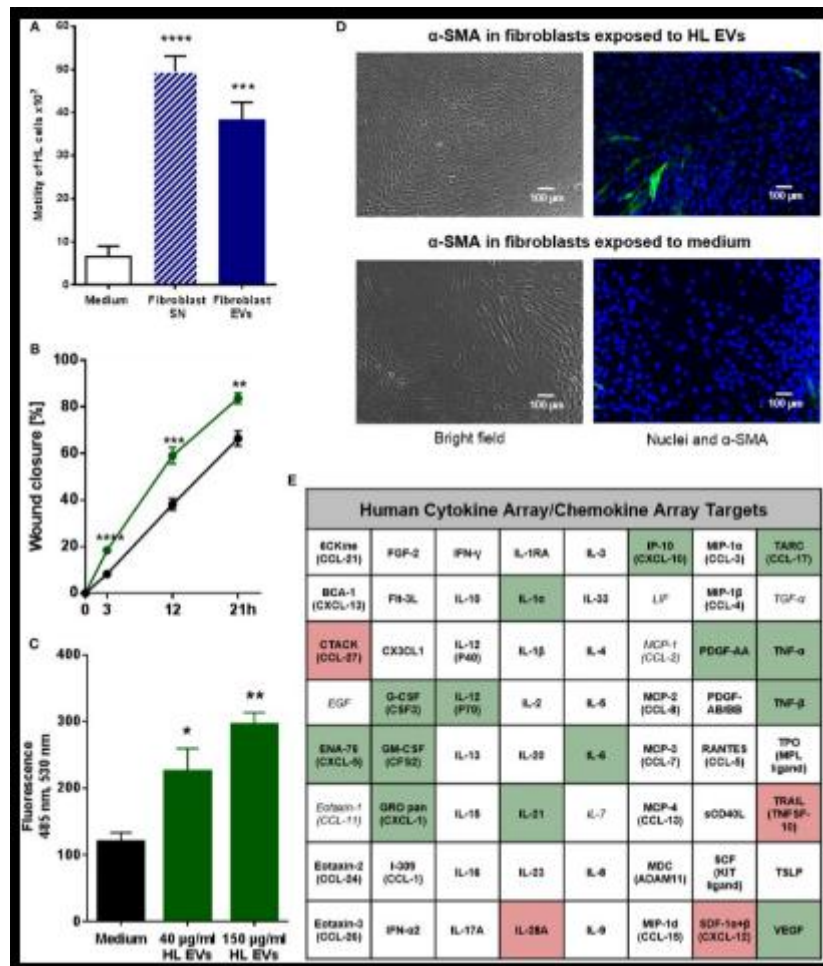 A
60
50
40
30
20
10
0
Motility of HL cells x10³
****
***
Medium
Fibroblast
SN
Fibroblast
EVs
B
100
80
60
40
20
0
Wound closure [%]
****
***
**
0
3
12
21h
C
400
300
200
100
0
Fluorescence
485 nm, 530 nm
*
**
Medium
40 µg/ml
HL EVs
150 µg/ml
HL EVs
D
α-SMA in fibroblasts exposed to HL EVs
100 µm
100 µm
α-SMA in fibroblasts exposed to medium
100 µm
100 µm
Bright field
Nuclei and α-SMA
E
Human Cytokine Array/Chemokine Array Targets
6CKine
(CCL-21)
FGF-2
IFN-γ
IL-1RA
IL-3
IP-10
(CXCL-10)
MIP-1α
(CCL-3)
TARC
(CCL-17)
BCA-1
(CXCL-13)
Flt-3L
IL-10
IL-1α
IL-33
LIF
MIP-1β
(CCL-4)
TGF-α
CTACK
(CCL-27)
CX3CL1
IL-12
(P40)
IL-1β
IL-4
MCP-1
(CCL-2)
PDGF-AA
TNF-α
EGF
G-CSF
(CSF3)
IL-12
(P70)
IL-2
IL-5
MCP-2
(CCL-8)
PDGF-
AB/BB
TNF-β
ENA-78
(CXCL-5)
GM-CSF
(CFS2)
IL-13
IL-20
IL-6
MCP-3
(CCL-7)
RANTES
(CCL-5)
TPO
(MPL
ligand)
Eotaxin-1
(CCL-11)
GRO pan
(CXCL-1)
IL-15
IL-21
IL-7
MCP-4
(CCL-13)
sCD40L
TRAIL
(TNFSF-
10)
Eotaxin-2
(CCL-24)
I-309
(CCL-1)
IL-16
IL-23
IL-8
MDC
(ADAM11)
SCF
(KIT
ligand)
TSLP
Eotaxin-3
(CCL-26)
IFN-α2
IL-17A
IL-28A
IL-9
MIP-1d
(CCL-15)
SDF-1α+β
(CXCL-12)
VEGF